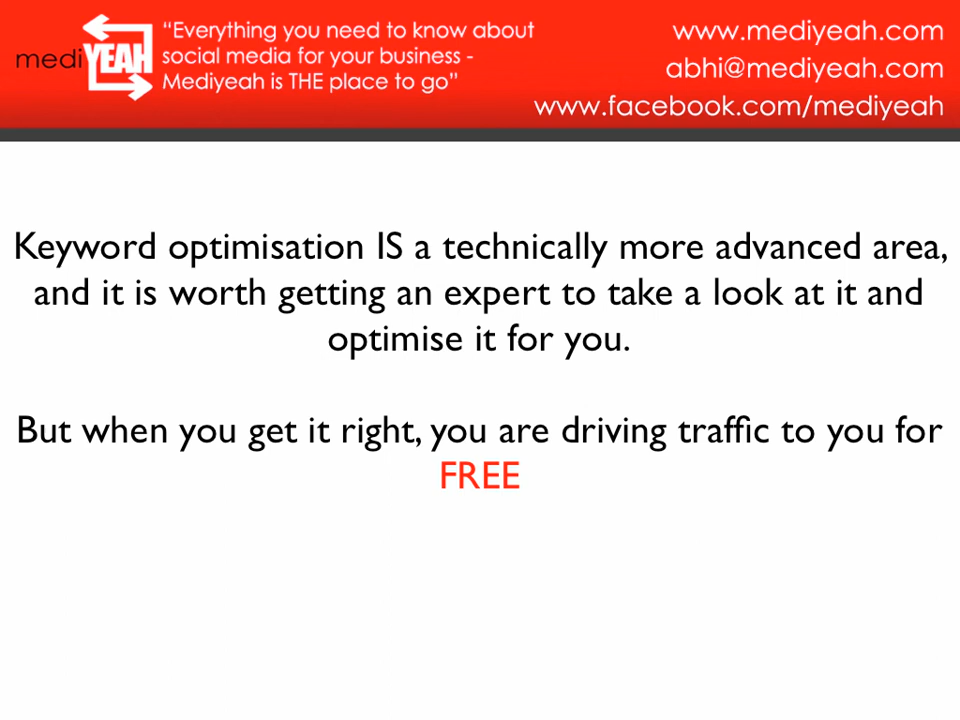 mediYEAH
"Everything you need to know about
social media for your business -
Mediyeah is THE place to go"
www.mediyeah.com
abhi@mediyeah.com
www.facebook.com/mediyeah
Keyword optimisation IS a technically more advanced area,
and it is worth getting an expert to take a look at it and
optimise it for you.
But when you get it right, you are driving traffic to you for
FREE